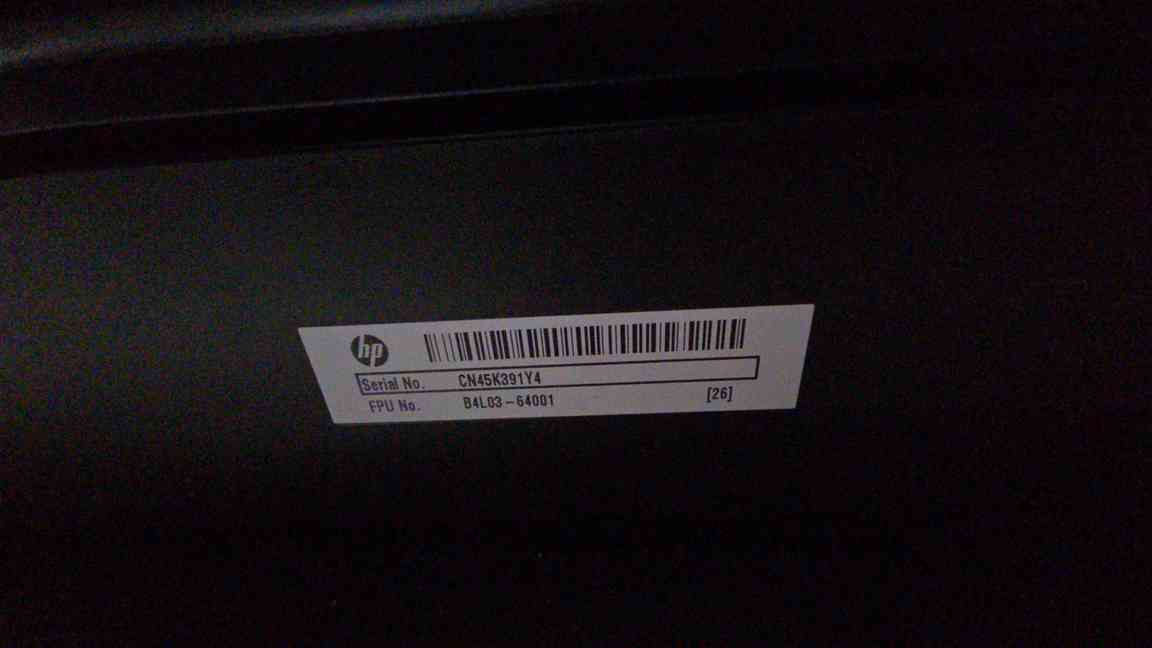 hp
Serial No. CN45K391Y4
FPU No. B4L03-64001 [26]